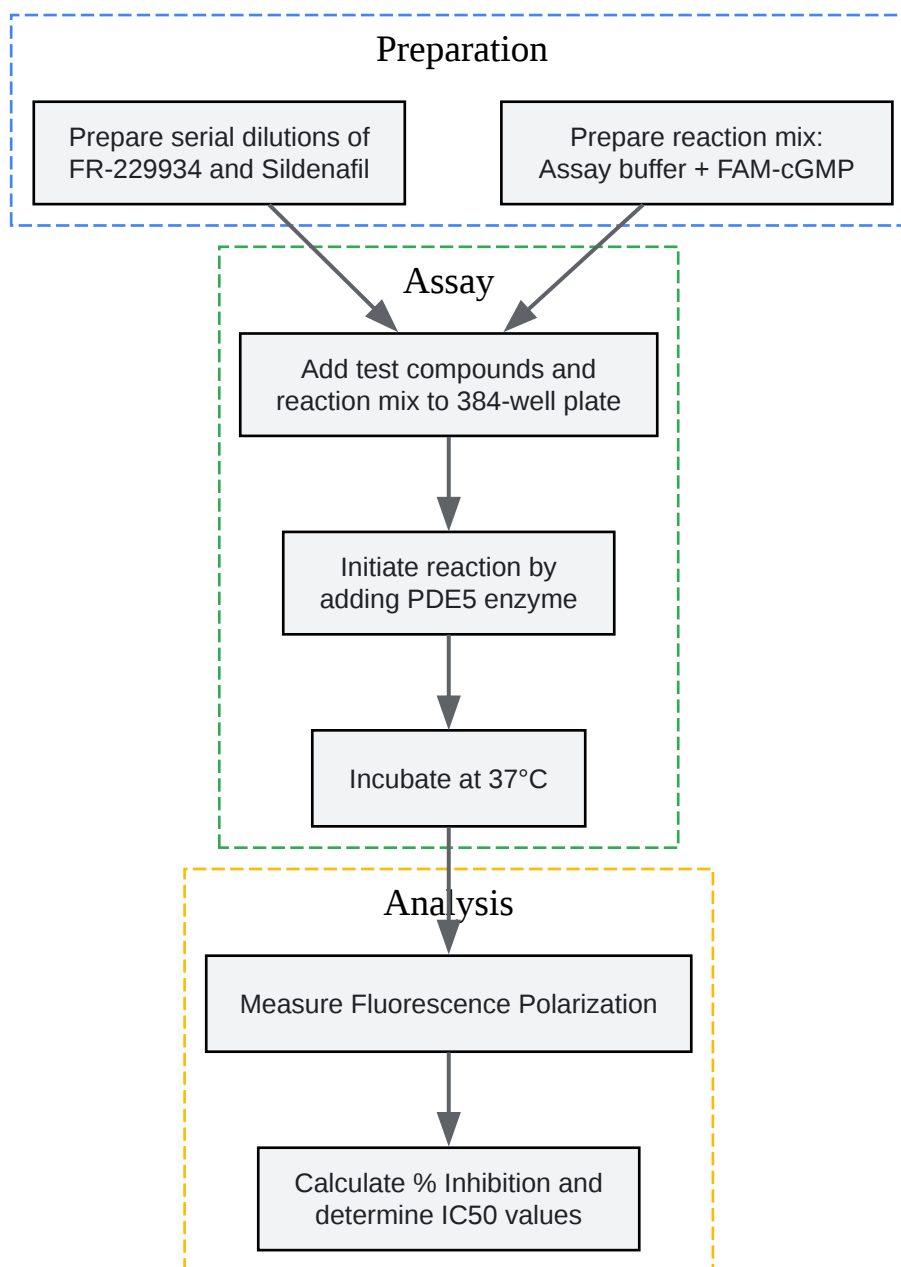 Preparation
Prepare serial dilutions of
FR-229934 and Sildenafil
Prepare reaction mix:
Assay buffer + FAM-cGMP
Assay
Add test compounds and
reaction mix to 384-well plate
Initiate reaction by
adding PDE5 enzyme
Incubate at 37°C
Analysis
Measure Fluorescence Polarization
Calculate % Inhibition and
determine IC50 values